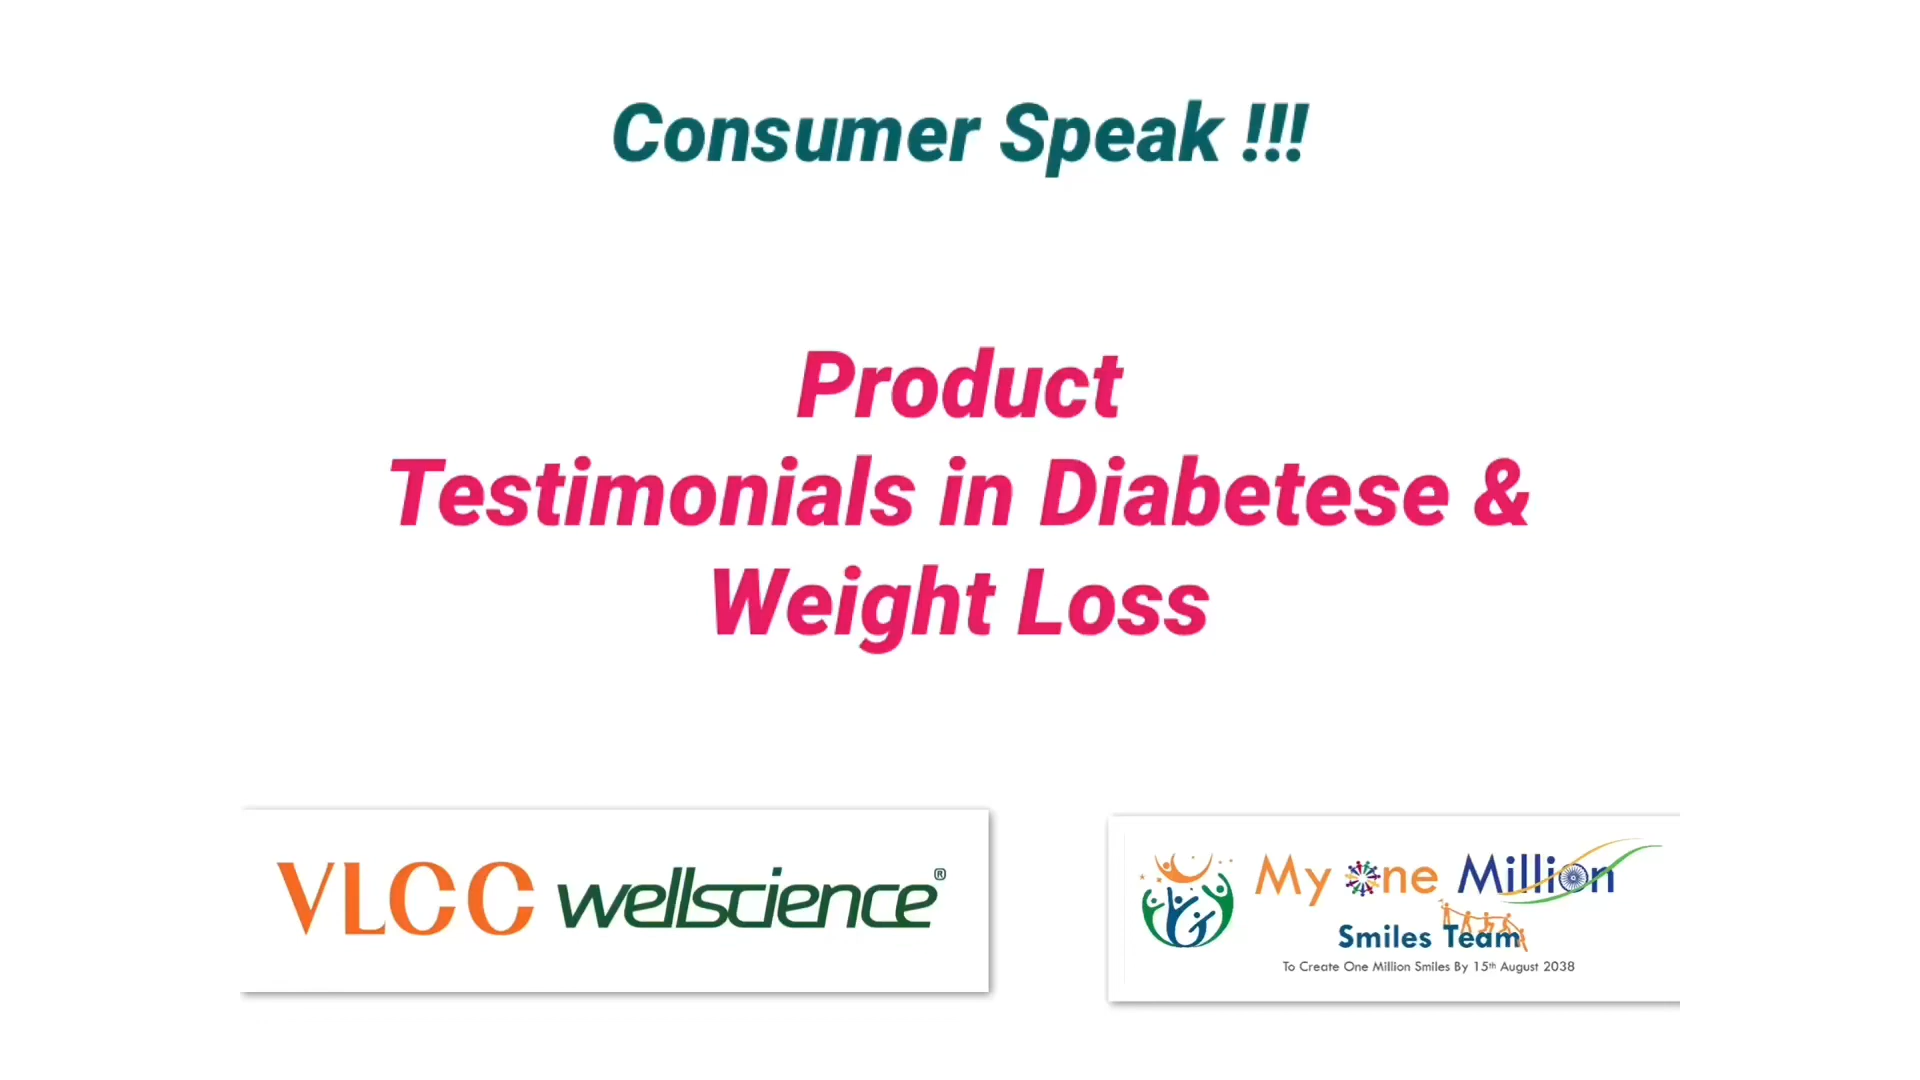 Consumer Speak !!!
Product
Testimonials in Diabetese &
Weight Loss
VLCC wellscience®
My One Million
Smiles Team
To Create One Million Smiles By 15th August 2038